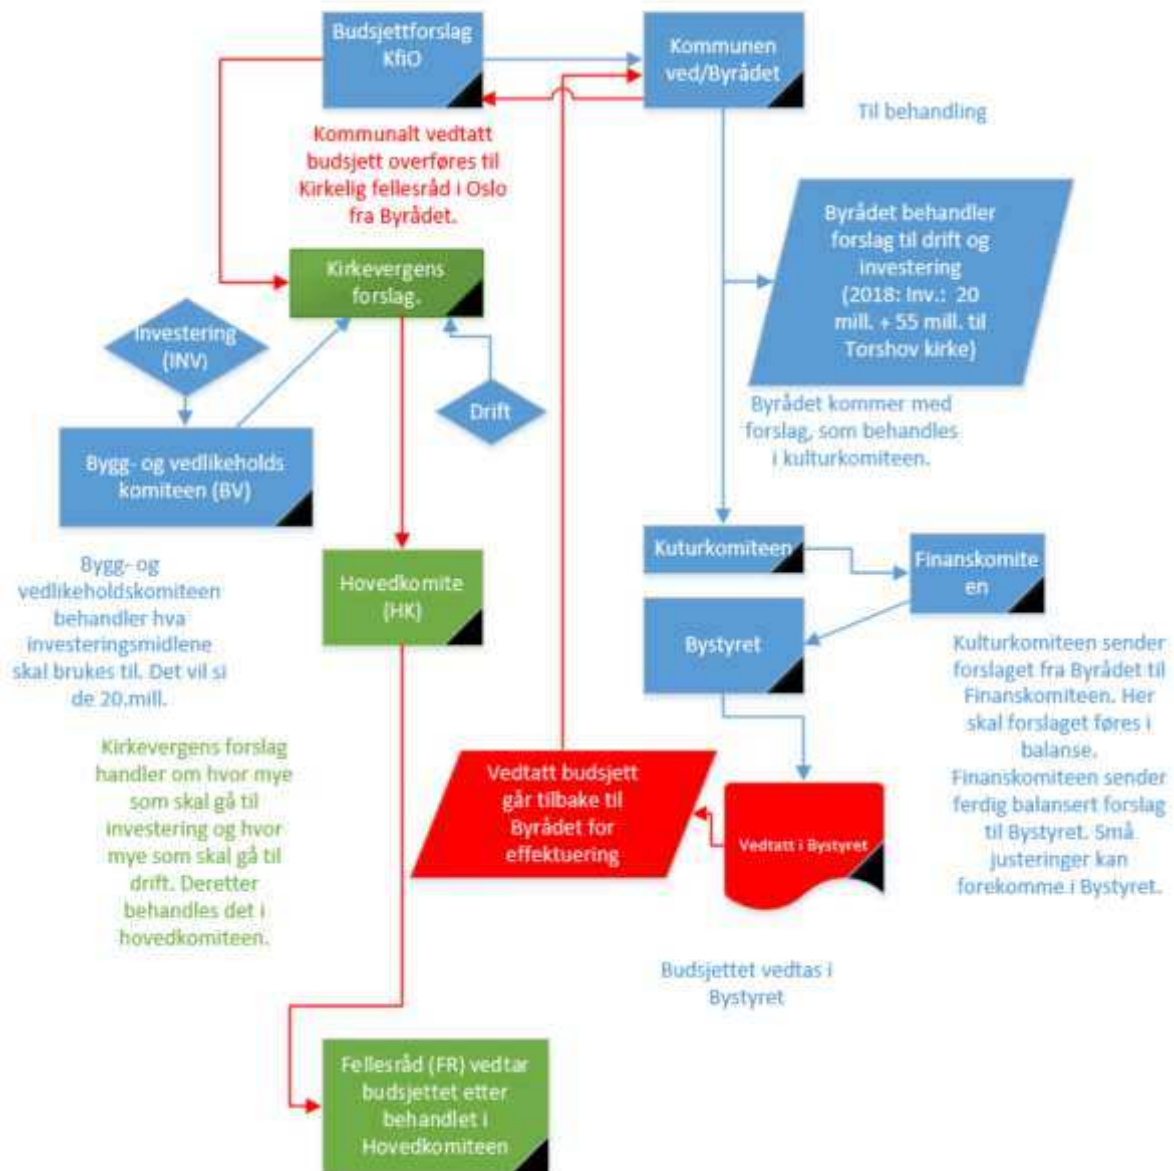 Budsjettforslag
KfiO
Kommunen
ved/Byrådet
Til behandling
Kommunalt vedtatt
budsjett overføres til
Kirkelig fellesråd i Oslo
fra Byrådet.
Byrådet behandler
forslag til drift og
investering
(2018: Inv.: 20
mill. + 55 mill. til
Torshov kirke)
Kirkevergens
forslag.
Investering
(INV)
Drift
Byrådet kommer med
forslag, som behandles
i kulturkomiteen.
Bygg- og vedlikeholds
komiteen (BV)
Kuturkomiteen
Finanskomite
en
Bygg- og
vedlikeholdskomiteen
behandler hva
investeringsmidlene
skal brukes til. Det vil si
de 20.mill.
Hovedkomite
(HK)
Bystyret
Kulturkomiteen sender
forslaget fra Byrådet til
Finanskomiteen. Her
skal forslaget føres i
balanse.
Finanskomiteen sender
ferdig balansert forslag
til Bystyret. Små
justeringer kan
forekomme i Bystyret.
Kirkevergens forslag
handler om hvor mye
som skal gå til
investering og hvor
mye som skal gå til
drift. Deretter
behandles det i
hovedkomiteen.
Vedtatt budsjett
går tilbake til
Byrådet for
effektuering
Vedtatt i Bystyret
Budsjettet vedtas i
Bystyret
Fellesråd (FR) vedtar
budsjettet etter
behandlet i
Hovedkomiteen